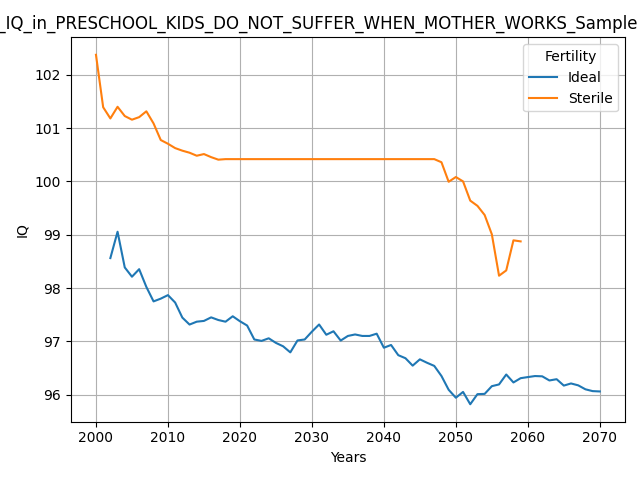 _IQ_in_PRESCHOOL_KIDS_DO_NOT_SUFFER_WHEN_MOTHER_WORKS_Sample
Fertility
Ideal
Sterile
IQ
102
101
100
99
98
97
96
2000 2010 2020 2030 2040 2050 2060 2070
Years